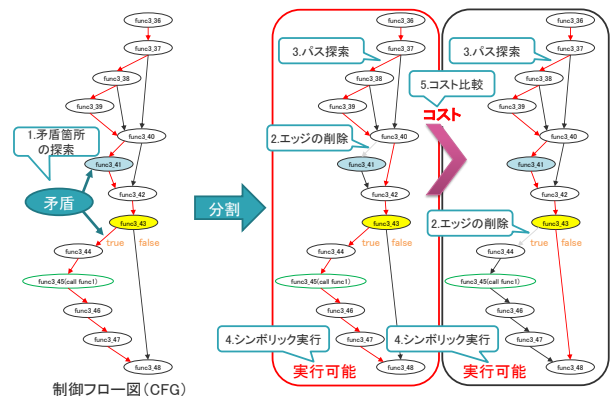 func3_36
func3_37
func3_38
func3_39
func3_40
1.矛盾箇所
の探索
func3_41
func3_42
矛盾
func3_43
true
false
func3_44
func3_45(call func1)
func3_46
func3_47
func3_48
制御フロー図(CFG)
分割
func3_36
3.パス探索
func3_37
func3_38
func3_39
func3_40
2.エッジの削除
func3_41
func3_42
func3_43
true
false
func3_44
func3_45(call func1)
func3_46
func3_47
4.シンボリック実行
func3_48
実行可能
5.コスト比較
コスト
func3_36
3.パス探索
func3_37
func3_38
func3_39
func3_40
func3_41
func3_42
func3_43
2.エッジの削除
true
false
func3_44
func3_45(call func1)
func3_46
func3_47
4.シンボリック実行
func3_48
実行可能